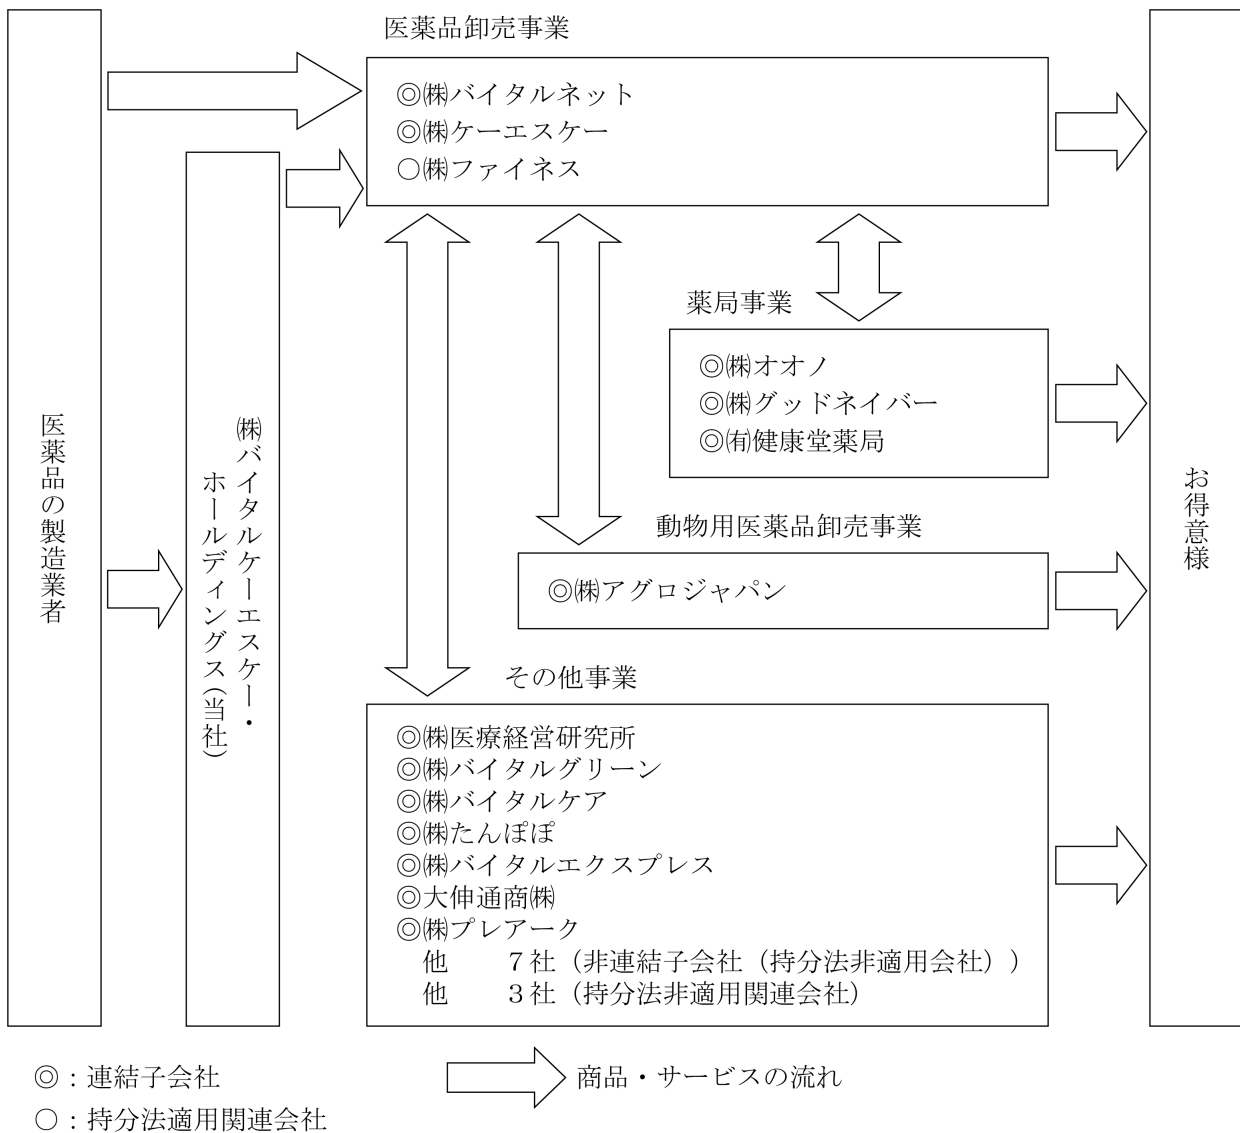 医薬品卸売事業
◎㈱バイタルネット
◎㈱ケーエスケー
○㈱ファイネス
薬局事業
◎㈱オオノ
◎㈱グッドネイバー
◎㈲健康堂薬局
動物用医薬品卸売事業
◎㈱アグロジャパン
その他事業
◎㈱医療経営研究所
◎㈱バイタルグリーン
◎㈱バイタルケア
◎㈱たんぽぽ
◎㈱バイタルエクスプレス
◎大伸通商㈱
◎㈱プレアーク
他　　７社（非連結子会社（持分法非適用会社））
他　　３社（持分法非適用関連会社）
医薬品の製造業者
㈱バイタルケーエスケー・
ホールディングス(当社)
お得意様
◎：連結子会社
○：持分法適用関連会社
商品・サービスの流れ